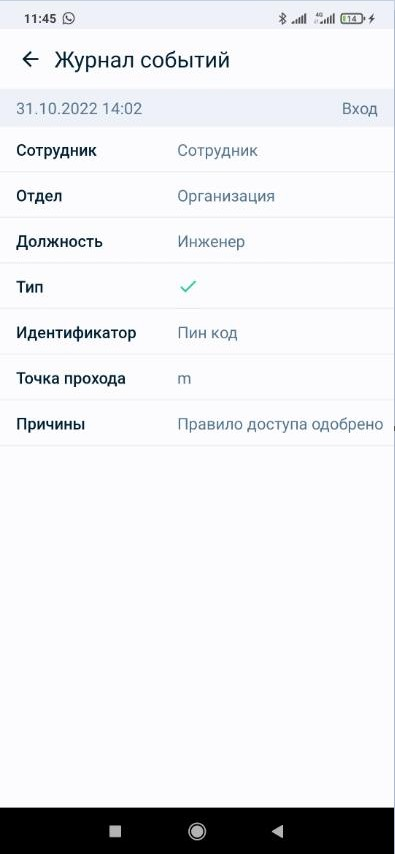 11:45 4G 14
Журнал событий
31.10.2022 14:02 Вход
Сотрудник Сотрудник
Отдел Организация
Должность Инженер
Тип
Идентификатор Пин код
Точка прохода m
Причины Правило доступа одобрено